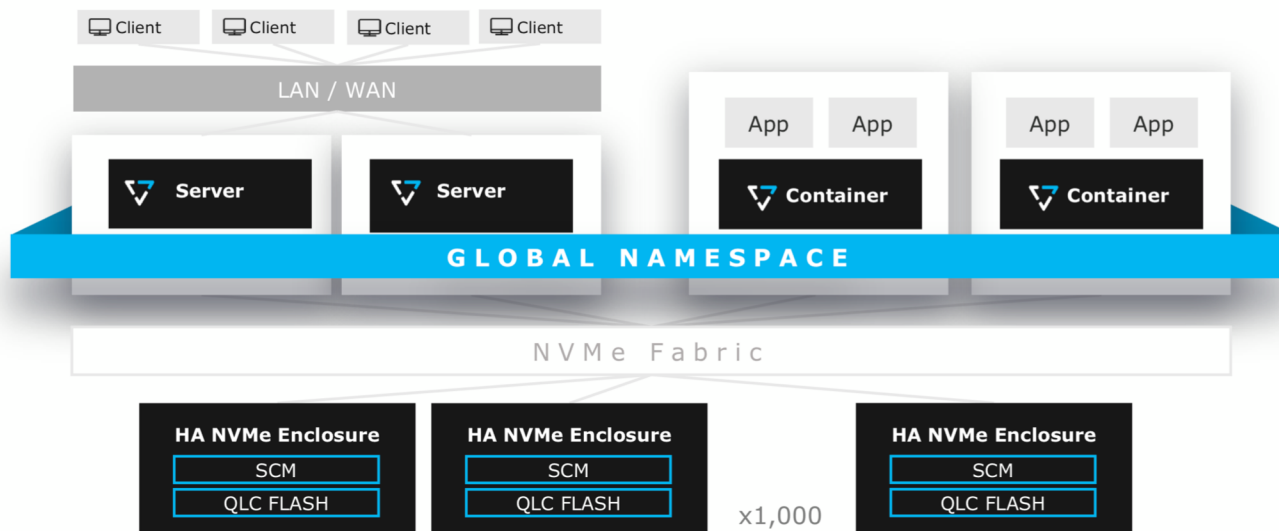 Client
Client
Client
Client
LAN / WAN
App
App
App
App
Server
Server
Container
Container
GLOBAL NAMESPACE
NVMe Fabric
HA NVMe Enclosure
HA NVMe Enclosure
HA NVMe Enclosure
SCM
SCM
SCM
QLC FLASH
QLC FLASH
QLC FLASH
x1,000